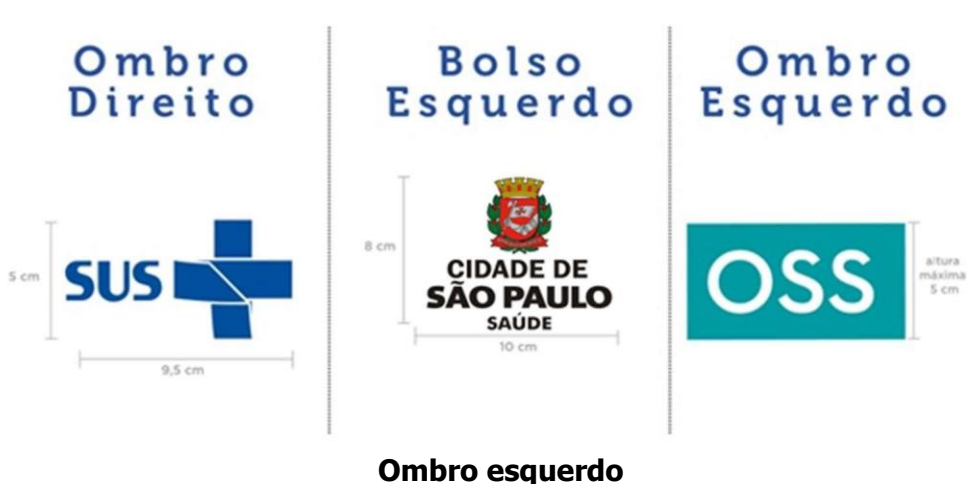 Ombro
Direito
5 cm
SUS
9,5 cm
Bolso
Esquerdo
8 cm
CIDADE DE
SÃO PAULO
SAÚDE
10 cm
Ombro
Esquerdo
OSS
altura
máxima
5 cm
Ombro esquerdo